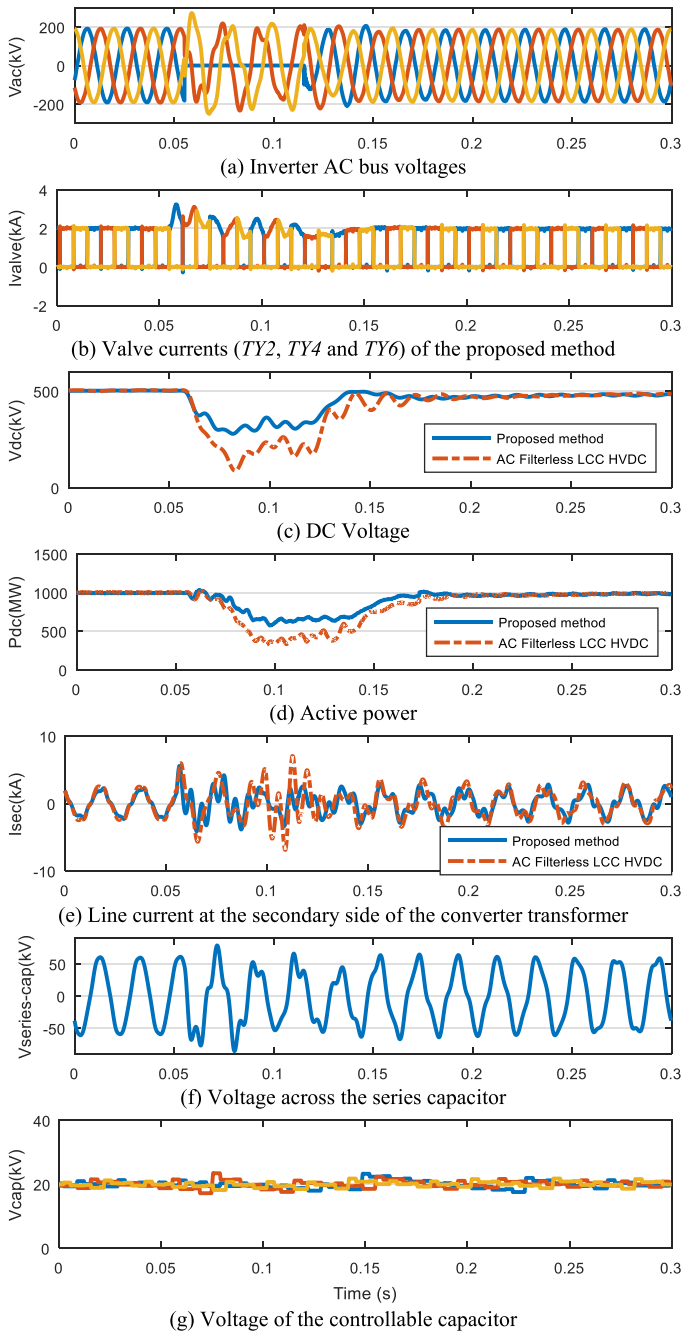 Vac(kV)
200
0
-200
0 0.05 0.1 0.15 0.2 0.25 0.3
(a) Inverter AC bus voltages
Ivalve(kA)
4
2
0
-2
0 0.05 0.1 0.15 0.2 0.25 0.3
(b) Valve currents (TY2, TY4 and TY6) of the proposed method
Vdc(kV)
500
0
Proposed method
AC Filterless LCC HVDC
0 0.05 0.1 0.15 0.2 0.25 0.3
(c) DC Voltage
Pdc(MW)
1500
1000
500
0
Proposed method
AC Filterless LCC HVDC
0 0.05 0.1 0.15 0.2 0.25 0.3
(d) Active power
Isec(kA)
10
0
-10
Proposed method
AC Filterless LCC HVDC
0 0.05 0.1 0.15 0.2 0.25 0.3
(e) Line current at the secondary side of the converter transformer
Vseries-cap(kV)
50
0
-50
0 0.05 0.1 0.15 0.2 0.25 0.3
(f) Voltage across the series capacitor
Vcap(kV)
40
20
0
0 0.05 0.1 0.15 0.2 0.25 0.3
Time (s)
(g) Voltage of the controllable capacitor